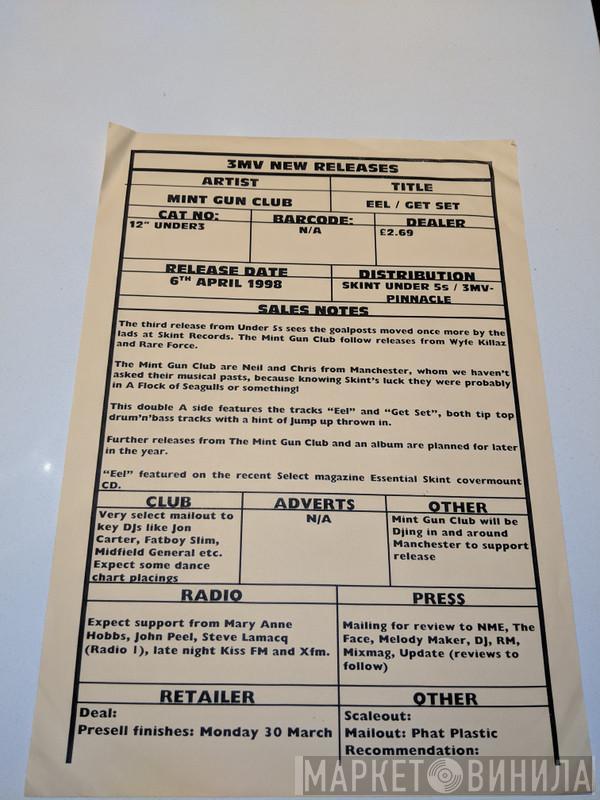 3MV NEW RELEASES
ARTIST
TITLE
MINT GUN CLUB
EEL / GET SET
CAT NO:
BARCODE:
DEALER
12" UNDER3
N/A
£2.69
RELEASE DATE
DISTRIBUTION
6TH APRIL 1998
SKINT UNDER 5s / 3MV-
PINNACLE
SALES NOTES
The third release from Under 5s sees the goalposts moved once more by the
lads at Skint Records. The Mint Gun Club follow releases from Wyfe Killaz
and Rare Force.
The Mint Gun Club are Neil and Chris from Manchester, whom we haven't
asked their musical pasts, because knowing Skint's luck they were probably
in A Flock of Seagulls or something!
This double A side features the tracks "Eel" and "Get Set", both tip top
drum'n'bass tracks with a hint of Jump up thrown in.
Further releases from The Mint Gun Club and an album are planned for later
in the year.
"Eel" featured on the recent Select magazine Essential Skint covermount
CD.
CLUB
ADVERTS
OTHER
Very select mailout to
key DJs like Jon
Carter, Fatboy Slim,
Midfield General etc.
Expect some dance
chart placings
N/A
Mint Gun Club will be
Djing in and around
Manchester to support
release
RADIO
PRESS
Expect support from Mary Anne
Hobbs, John Peel, Steve Lamacq
(Radio 1), late night Kiss FM and Xfm.
Mailing for review to NME, The
Face, Melody Maker, DJ, RM,
Mixmag, Update (reviews to
follow)
RETAILER
OTHER
Deal:
Presell finishes: Monday 30 March
Scaleout:
Mailout: Phat Plastic
Recommendation:
МАРКЕТ ВИНИЛА